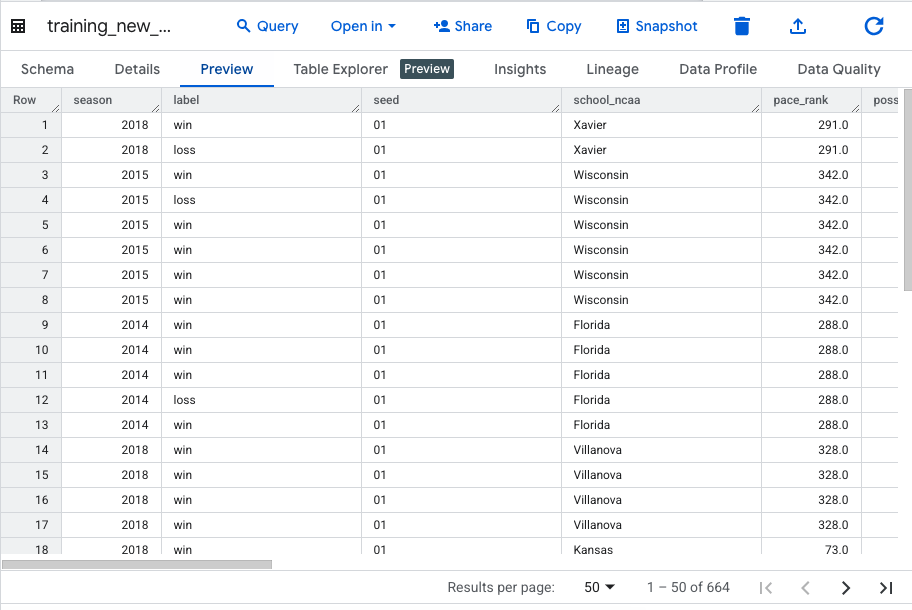 training_new_... Query Open in Share Copy Snapshot
Schema Details Preview Table Explorer Preview Insights Lineage Data Profile Data Quality
Row season label seed school_ncaa pace_rank poss
1 2018 win 01 Xavier 291.0
2 2018 loss 01 Xavier 291.0
3 2015 win 01 Wisconsin 342.0
4 2015 loss 01 Wisconsin 342.0
5 2015 win 01 Wisconsin 342.0
6 2015 win 01 Wisconsin 342.0
7 2015 win 01 Wisconsin 342.0
8 2015 win 01 Wisconsin 342.0
9 2014 win 01 Florida 288.0
10 2014 win 01 Florida 288.0
11 2014 win 01 Florida 288.0
12 2014 loss 01 Florida 288.0
13 2014 win 01 Florida 288.0
14 2018 win 01 Villanova 328.0
15 2018 win 01 Villanova 328.0
16 2018 win 01 Villanova 328.0
17 2018 win 01 Villanova 328.0
18 2018 win 01 Kansas 73.0
Results per page: 50 1 – 50 of 664